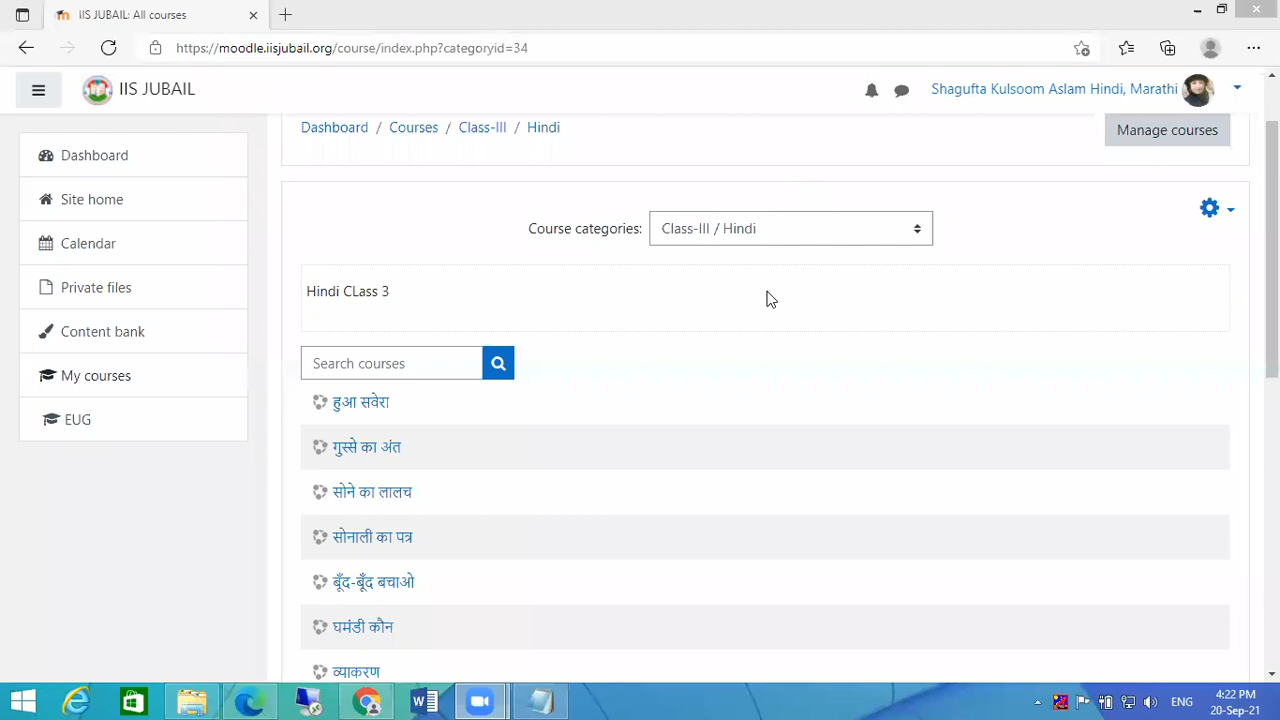 IIS JUBAIL: All courses
https://moodle.iisjubail.org/course/index.php?categoryid=34
IIS JUBAIL
Shagufta Kulsoom Aslam Hindi, Marathi
Dashboard / Courses / Class-III / Hindi
Manage courses
Dashboard
Site home
Calendar
Private files
Content bank
My courses
EUG
Course categories:
Class-III / Hindi
Hindi CLass 3
Search courses
हुआ सवेरा
गुस्से का अंत
सोने का लालच
सोनाली का पत्र
बूँद-बूँद बचाओ
घमंडी कौन
व्याकरण
ENG
4:22 PM
20-Sep-21